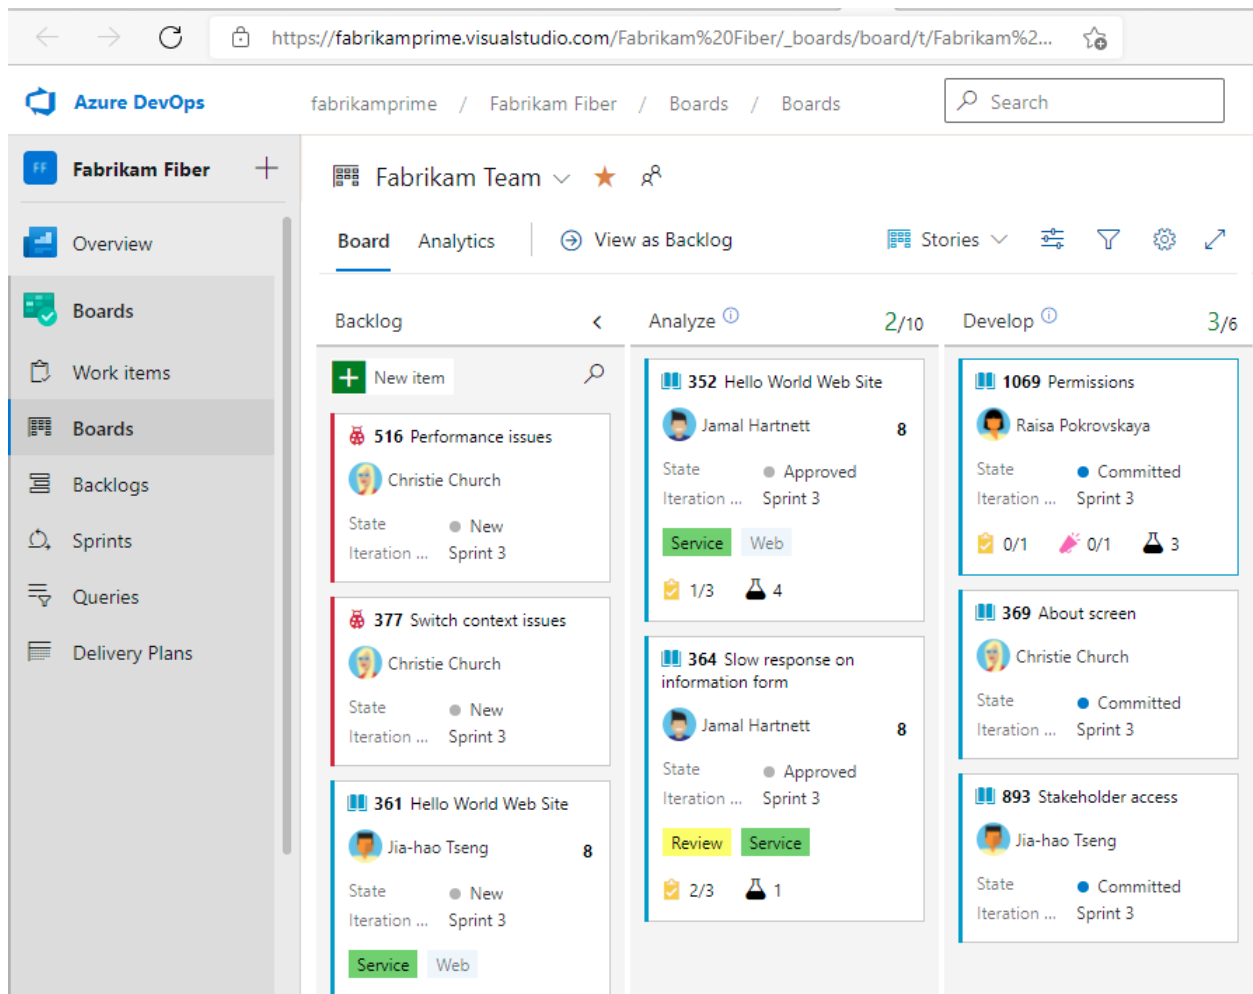 https://fabrikamprime.visualstudio.com/Fabrikam%20Fiber/_boards/board/t/Fabrikam%2...
Azure DevOps
fabrikamprime / Fabrikam Fiber / Boards / Boards
Search
FF Fabrikam Fiber
Overview
Boards
Work items
Boards
Backlogs
Sprints
Queries
Delivery Plans
Fabrikam Team
Board Analytics View as Backlog Stories
Backlog
New item
516 Performance issues
Christie Church
State New
Iteration ... Sprint 3
377 Switch context issues
Christie Church
State New
Iteration ... Sprint 3
361 Hello World Web Site
Jia-hao Tseng 8
State New
Iteration ... Sprint 3
Service Web
Analyze 2/10
352 Hello World Web Site
Jamal Hartnett 8
State Approved
Iteration ... Sprint 3
Service Web
1/3 4
364 Slow response on
information form
Jamal Hartnett 8
State Approved
Iteration ... Sprint 3
Review Service
2/3 1
Develop 3/6
1069 Permissions
Raisa Pokrovskaya
State Committed
Iteration ... Sprint 3
0/1 0/1 3
369 About screen
Christie Church
State Committed
Iteration ... Sprint 3
893 Stakeholder access
Jia-hao Tseng
State Committed
Iteration ... Sprint 3